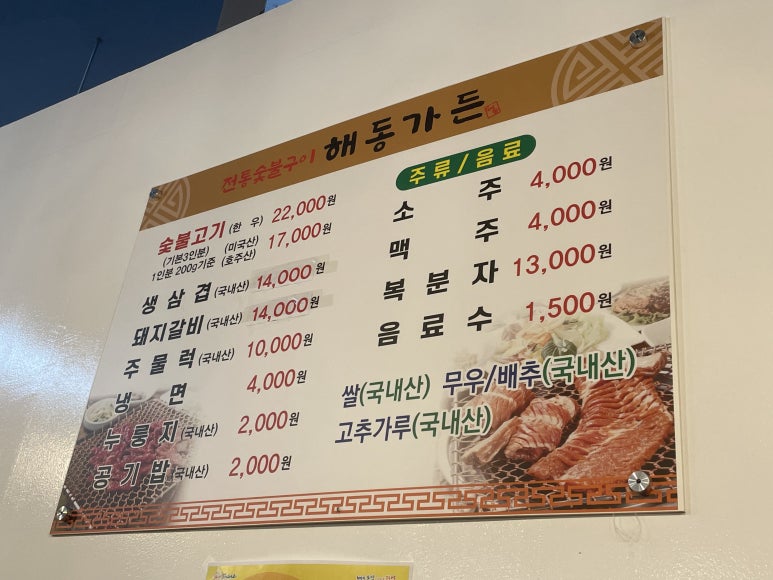 전통숯불구이 해동가든
숯불고기 (한 우) 22,000원
(기본3인분) (미국산) 17,000원
1인분 200g기준 (호주산)
생삼겹 (국내산) 14,000원
돼지갈비 (국내산) 14,000원
주물럭 (국내산) 10,000원
냉면 4,000원
누룽지 (국내산) 2,000원
공기밥 (국내산) 2,000원
주류/음료
소주 4,000원
맥주 4,000원
복분자 13,000원
음료수 1,500원
쌀(국내산) 무우/배추(국내산)
고추가루(국내산)